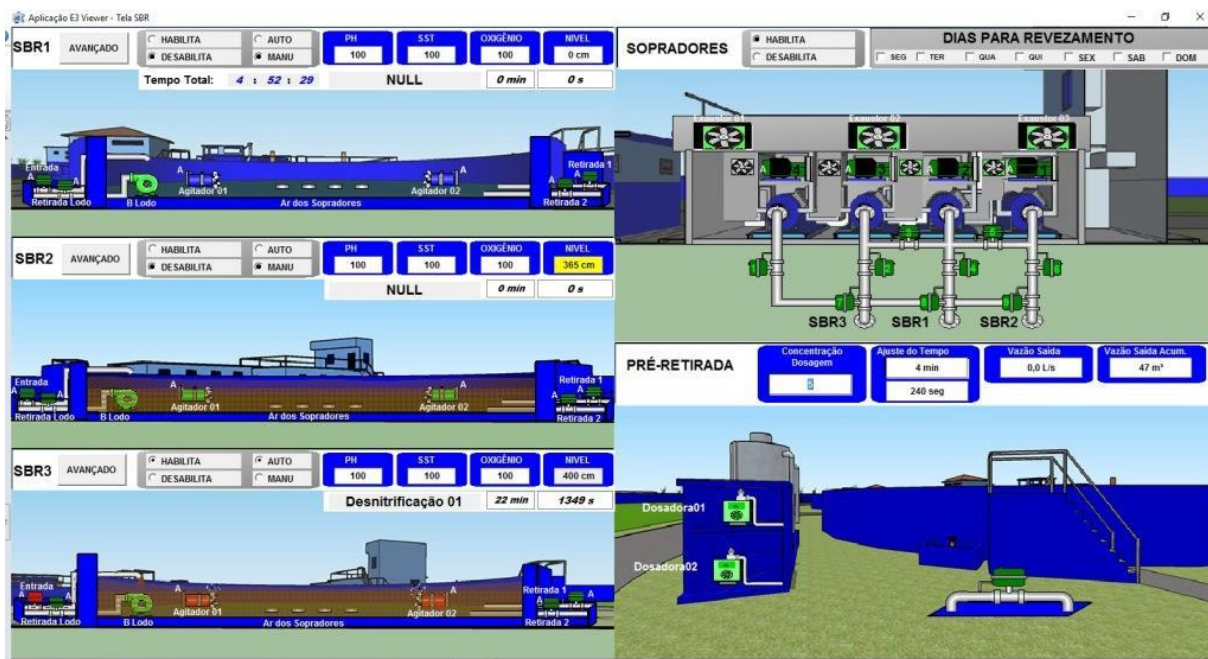 Aplicação E3 Viewer - Tela SBR
SBR1
AVANÇADO
HABILITA
DESABILITA
AUTO
MANU
PH
100
SST
100
OXIGÊNIO
100
NIVEL
0 cm
Tempo Total: 4 : 52 : 29
NULL
0 min
0 s
Entrada
A
A
Retirada Lodo
B Lodo
A
Agitador 01
A
Agitador 02
Ar dos Sopradores
Retirada 1
A
A
Retirada 2
SBR2
AVANÇADO
HABILITA
DESABILITA
AUTO
MANU
PH
100
SST
100
OXIGÊNIO
100
NIVEL
365 cm
NULL
0 min
0 s
Entrada
A
A
Retirada Lodo
B Lodo
A
Agitador 01
A
Agitador 02
Ar dos Sopradores
Retirada 1
A
A
Retirada 2
SBR3
AVANÇADO
HABILITA
DESABILITA
AUTO
MANU
PH
100
SST
100
OXIGÊNIO
100
NIVEL
400 cm
Desnitrificação 01
22 min
1349 s
Entrada
A
A
Retirada Lodo
B Lodo
A
Agitador 01
A
Agitador 02
Ar dos Sopradores
Retirada 1
A
A
Retirada 2
SOPRADORES
HABILITA
DESABILITA
DIAS PARA REVEZAMENTO
SEG TER QUA QUI SEX SAB DOM
Exaustor 01
Exaustor 02
Exaustor 03
A
A
A
A
SBR3
SBR1
SBR2
PRÉ-RETIRADA
Concentração
Dosagem
5
Ajuste do Tempo
4 min
240 seg
Vazão Saida
0,0 L/s
Vazão Saida Acum.
47 m³
Dosadora01
Dosadora02